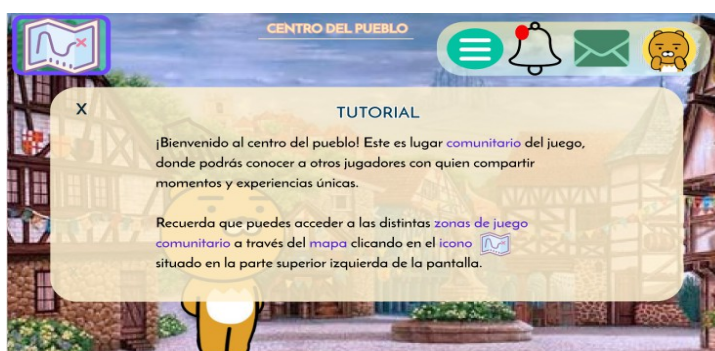 CENTRO DEL PUEBLO
X
TUTORIAL
¡Bienvenido al centro del pueblo! Este es lugar comunitario del juego,
donde podrás conocer a otros jugadores con quien compartir
momentos y experiencias únicas.
Recuerda que puedes acceder a las distintas zonas de juego
comunitario a través del mapa clicando en el icono
situado en la parte superior izquierda de la pantalla.